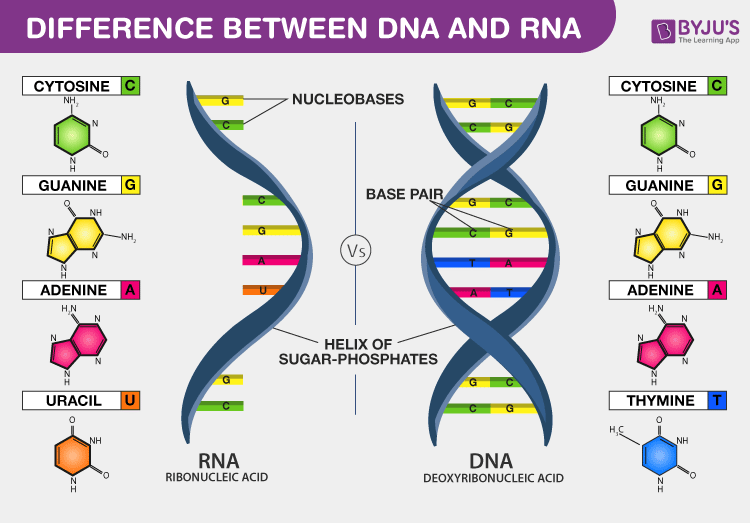 DIFFERENCE BETWEEN DNA AND RNA
BYJU'S
The Learning App
CYTOSINE C
NH₂
N
O
N
H
GUANINE G
O
NH
N
NH₂
N
N
H
ADENINE A
H₂N
N
N
N
N
H
URACIL U
O
NH
O
N
H
G
C
C
G
A
U
G
C
NUCLEOBASES
BASE PAIR
Vs
HELIX OF
SUGAR-PHOSPHATES
RNA
RIBONUCLEIC ACID
G C
C G
G C
C G
T A
A T
G C
C G
DNA
DEOXYRIBONUCLEIC ACID
CYTOSINE C
NH₂
N
O
N
H
GUANINE G
O
NH
N
NH₂
N
N
H
ADENINE A
H₂N
N
N
N
N
H
THYMINE T
O
H₃C
NH
O
N
H